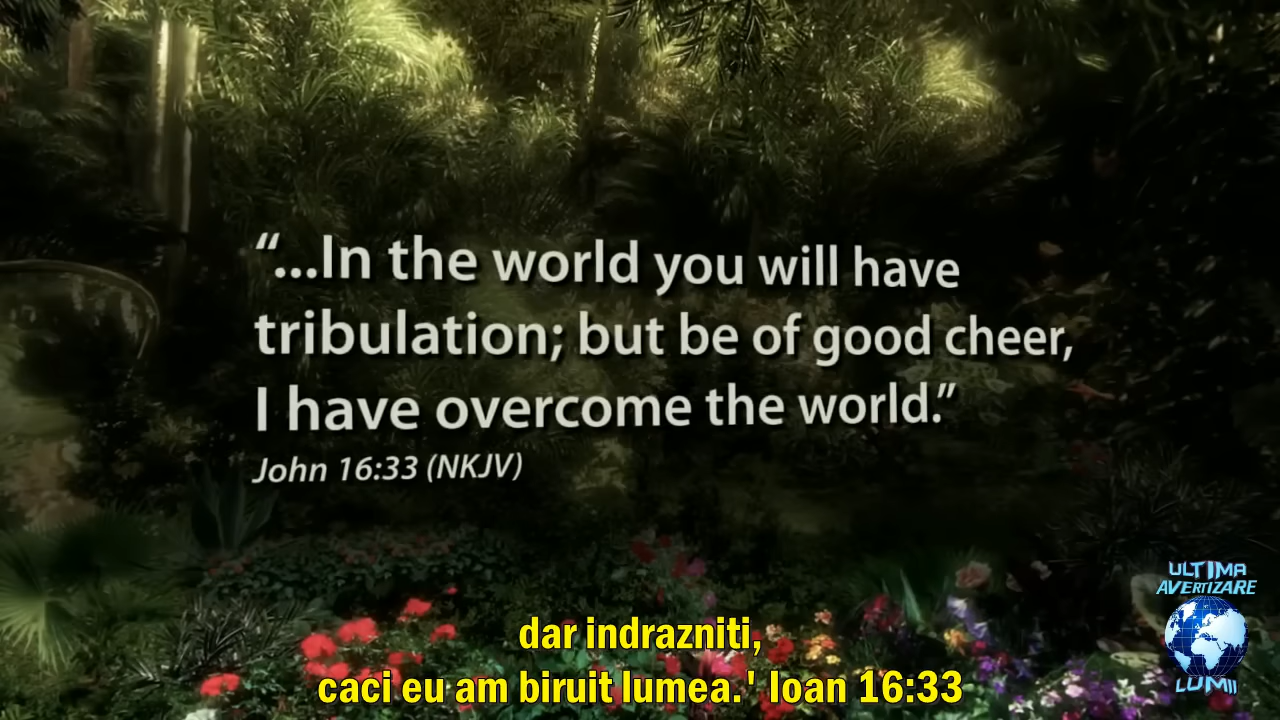 “...In the world you will have
tribulation; but be of good cheer,
I have overcome the world.”
John 16:33 (NKJV)
ULTIMA
AVERTIZARE
LUMII
dar indrazniti,
caci eu am biruit lumea.' Ioan 16:33